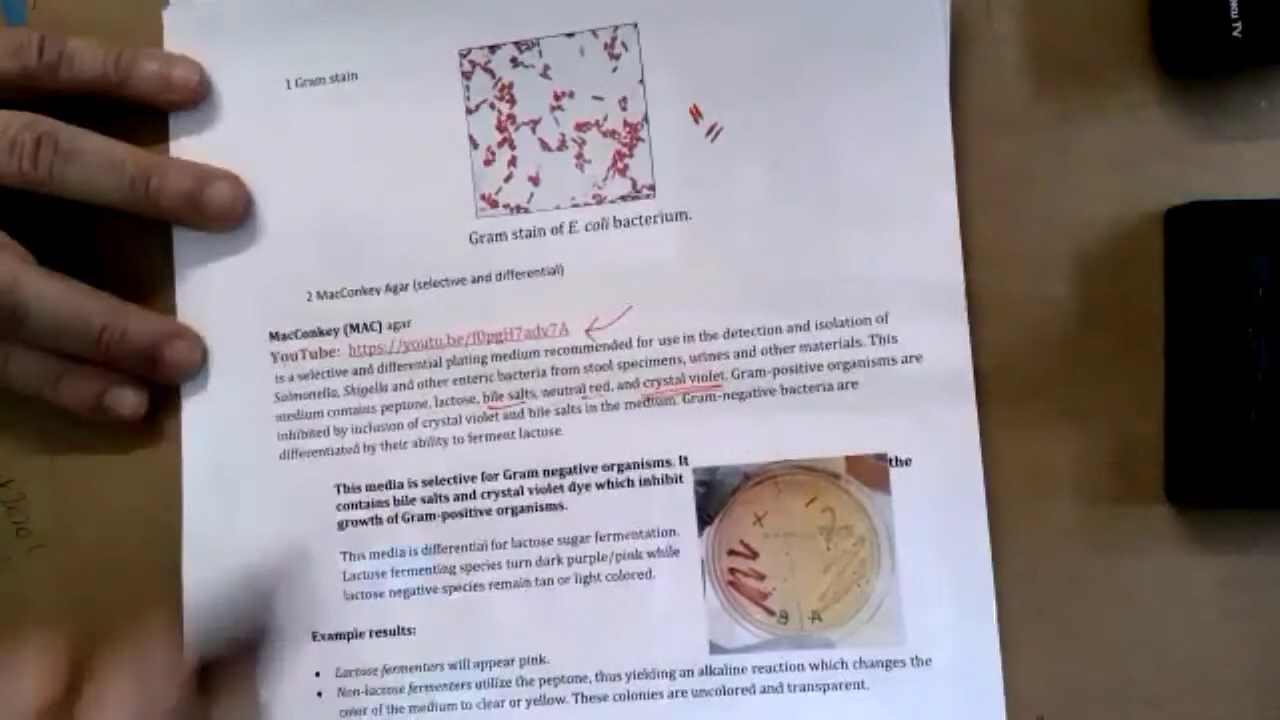 1 Gram stain
Gram stain of E. coli bacterium.
2 MacConkey Agar (selective and differential)
MacConkey (MAC) agar
YouTube: https://youtu.be/
is a selective and differential plating medium recommended for use in the detection and isolation of
Salmonella, Shigella and other enteric bacteria from stool specimens, urines and other materials. This
medium contains peptone, lactose, bile salts, neutral red, and crystal violet. Gram-positive organisms are
inhibited by inclusion of crystal violet and bile salts in the medium. Gram-negative bacteria are
differentiated by their ability to ferment lactose.
This media is selective for Gram negative organisms. It
the
contains bile salts and crystal violet dye which inhibit
growth of Gram-positive organisms.
This media is differential for lactose sugar fermentation.
Lactose fermenting species turn dark purple/pink while
lactose negative species remain tan or light colored.
+ -
B A
Example results:
• Lactose fermenters will appear pink.
• Non-lactose fermenters utilize the peptone, thus yielding an alkaline reaction which changes the
color of the medium to clear or yellow. These colonies are uncolored and transparent.
TV